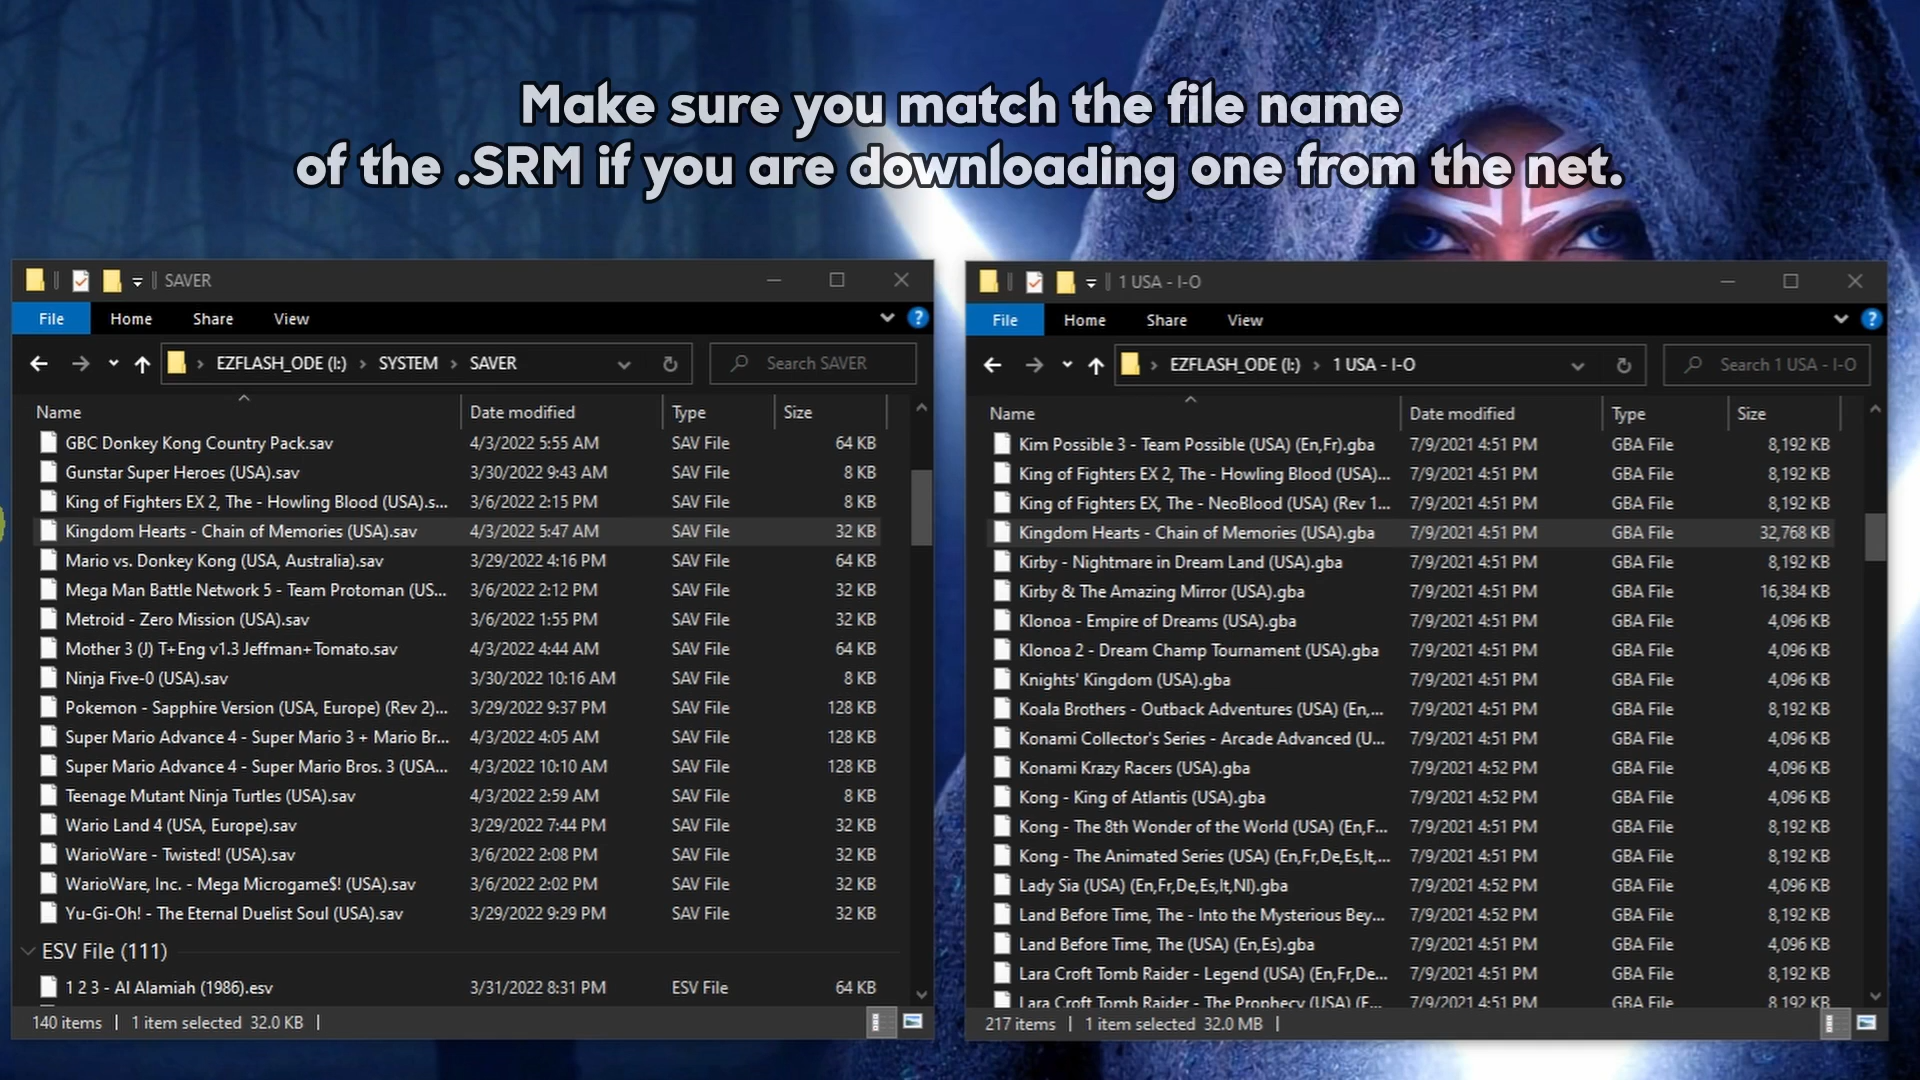 Make sure you match the file name
of the .SRM if you are downloading one from the net.
SAVER
File Home Share View
EZFLASH_ODE (I:) › SYSTEM › SAVER
Search SAVER
Name Date modified Type Size
GBC Donkey Kong Country Pack.sav 4/3/2022 5:55 AM SAV File 64 KB
Gunstar Super Heroes (USA).sav 3/30/2022 9:43 AM SAV File 8 KB
King of Fighters EX 2, The - Howling Blood (USA).s... 3/6/2022 2:15 PM SAV File 8 KB
Kingdom Hearts - Chain of Memories (USA).sav 4/3/2022 5:47 AM SAV File 32 KB
Mario vs. Donkey Kong (USA, Australia).sav 3/29/2022 4:16 PM SAV File 64 KB
Mega Man Battle Network 5 - Team Protoman (US... 3/6/2022 2:12 PM SAV File 32 KB
Metroid - Zero Mission (USA).sav 3/6/2022 1:55 PM SAV File 32 KB
Mother 3 (J) T+Eng v1.3 Jeffman+Tomato.sav 4/3/2022 4:44 AM SAV File 64 KB
Ninja Five-0 (USA).sav 3/30/2022 10:16 AM SAV File 8 KB
Pokemon - Sapphire Version (USA, Europe) (Rev 2)... 3/29/2022 9:37 PM SAV File 128 KB
Super Mario Advance 4 - Super Mario 3 + Mario Br... 4/3/2022 4:05 AM SAV File 128 KB
Super Mario Advance 4 - Super Mario Bros. 3 (USA... 4/3/2022 10:10 AM SAV File 128 KB
Teenage Mutant Ninja Turtles (USA).sav 4/3/2022 2:59 AM SAV File 8 KB
Wario Land 4 (USA, Europe).sav 3/29/2022 7:44 PM SAV File 32 KB
WarioWare - Twisted! (USA).sav 3/6/2022 2:08 PM SAV File 32 KB
WarioWare, Inc. - Mega Microgame$! (USA).sav 3/6/2022 2:02 PM SAV File 32 KB
Yu-Gi-Oh! - The Eternal Duelist Soul (USA).sav 3/29/2022 9:29 PM SAV File 32 KB
ESV File (111)
1 2 3 - Al Alamiah (1986).esv 3/31/2022 8:31 PM ESV File 64 KB
140 items | 1 item selected 32.0 KB |
1 USA - I-O
File Home Share View
EZFLASH_ODE (I:) › 1 USA - I-O
Search 1 USA - I-O
Name Date modified Type Size
Kim Possible 3 - Team Possible (USA) (En,Fr).gba 7/9/2021 4:51 PM GBA File 8,192 KB
King of Fighters EX 2, The - Howling Blood (USA)... 7/9/2021 4:51 PM GBA File 8,192 KB
King of Fighters EX, The - NeoBlood (USA) (Rev 1... 7/9/2021 4:51 PM GBA File 8,192 KB
Kingdom Hearts - Chain of Memories (USA).gba 7/9/2021 4:51 PM GBA File 32,768 KB
Kirby - Nightmare in Dream Land (USA).gba 7/9/2021 4:51 PM GBA File 8,192 KB
Kirby & The Amazing Mirror (USA).gba 7/9/2021 4:51 PM GBA File 16,384 KB
Klonoa - Empire of Dreams (USA).gba 7/9/2021 4:51 PM GBA File 4,096 KB
Klonoa 2 - Dream Champ Tournament (USA).gba 7/9/2021 4:51 PM GBA File 4,096 KB
Knights' Kingdom (USA).gba 7/9/2021 4:51 PM GBA File 4,096 KB
Koala Brothers - Outback Adventures (USA) (En,... 7/9/2021 4:51 PM GBA File 8,192 KB
Konami Collector's Series - Arcade Advanced (U... 7/9/2021 4:51 PM GBA File 4,096 KB
Konami Krazy Racers (USA).gba 7/9/2021 4:52 PM GBA File 4,096 KB
Kong - King of Atlantis (USA).gba 7/9/2021 4:52 PM GBA File 4,096 KB
Kong - The 8th Wonder of the World (USA) (En,F... 7/9/2021 4:51 PM GBA File 8,192 KB
Kong - The Animated Series (USA) (En,Fr,De,Es,It,... 7/9/2021 4:51 PM GBA File 8,192 KB
Lady Sia (USA) (En,Fr,De,Es,It,Nl).gba 7/9/2021 4:52 PM GBA File 4,096 KB
Land Before Time, The - Into the Mysterious Bey... 7/9/2021 4:52 PM GBA File 8,192 KB
Land Before Time, The (USA) (En,Es).gba 7/9/2021 4:51 PM GBA File 4,096 KB
Lara Croft Tomb Raider - Legend (USA) (En,Fr,De... 7/9/2021 4:51 PM GBA File 8,192 KB
Lara Croft Tomb Raider - The Prophecy (USA) (F... 7/9/2021 4:51 PM GBA File 8,192 KB
217 items | 1 item selected 32.0 MB |